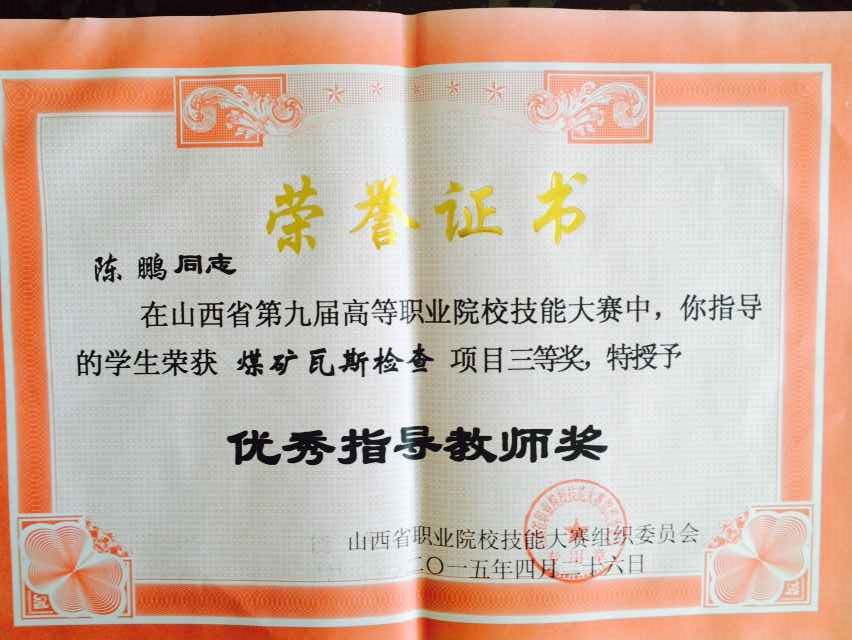 荣誉证书
陈鹏同志
在山西省第九届高等职业院校技能大赛中，你指导
的学生荣获 煤矿瓦斯检查 项目三等奖，特授予
优秀指导教师奖
山西省职业院校技能大赛组织委员会
二〇一五年四月二十六日